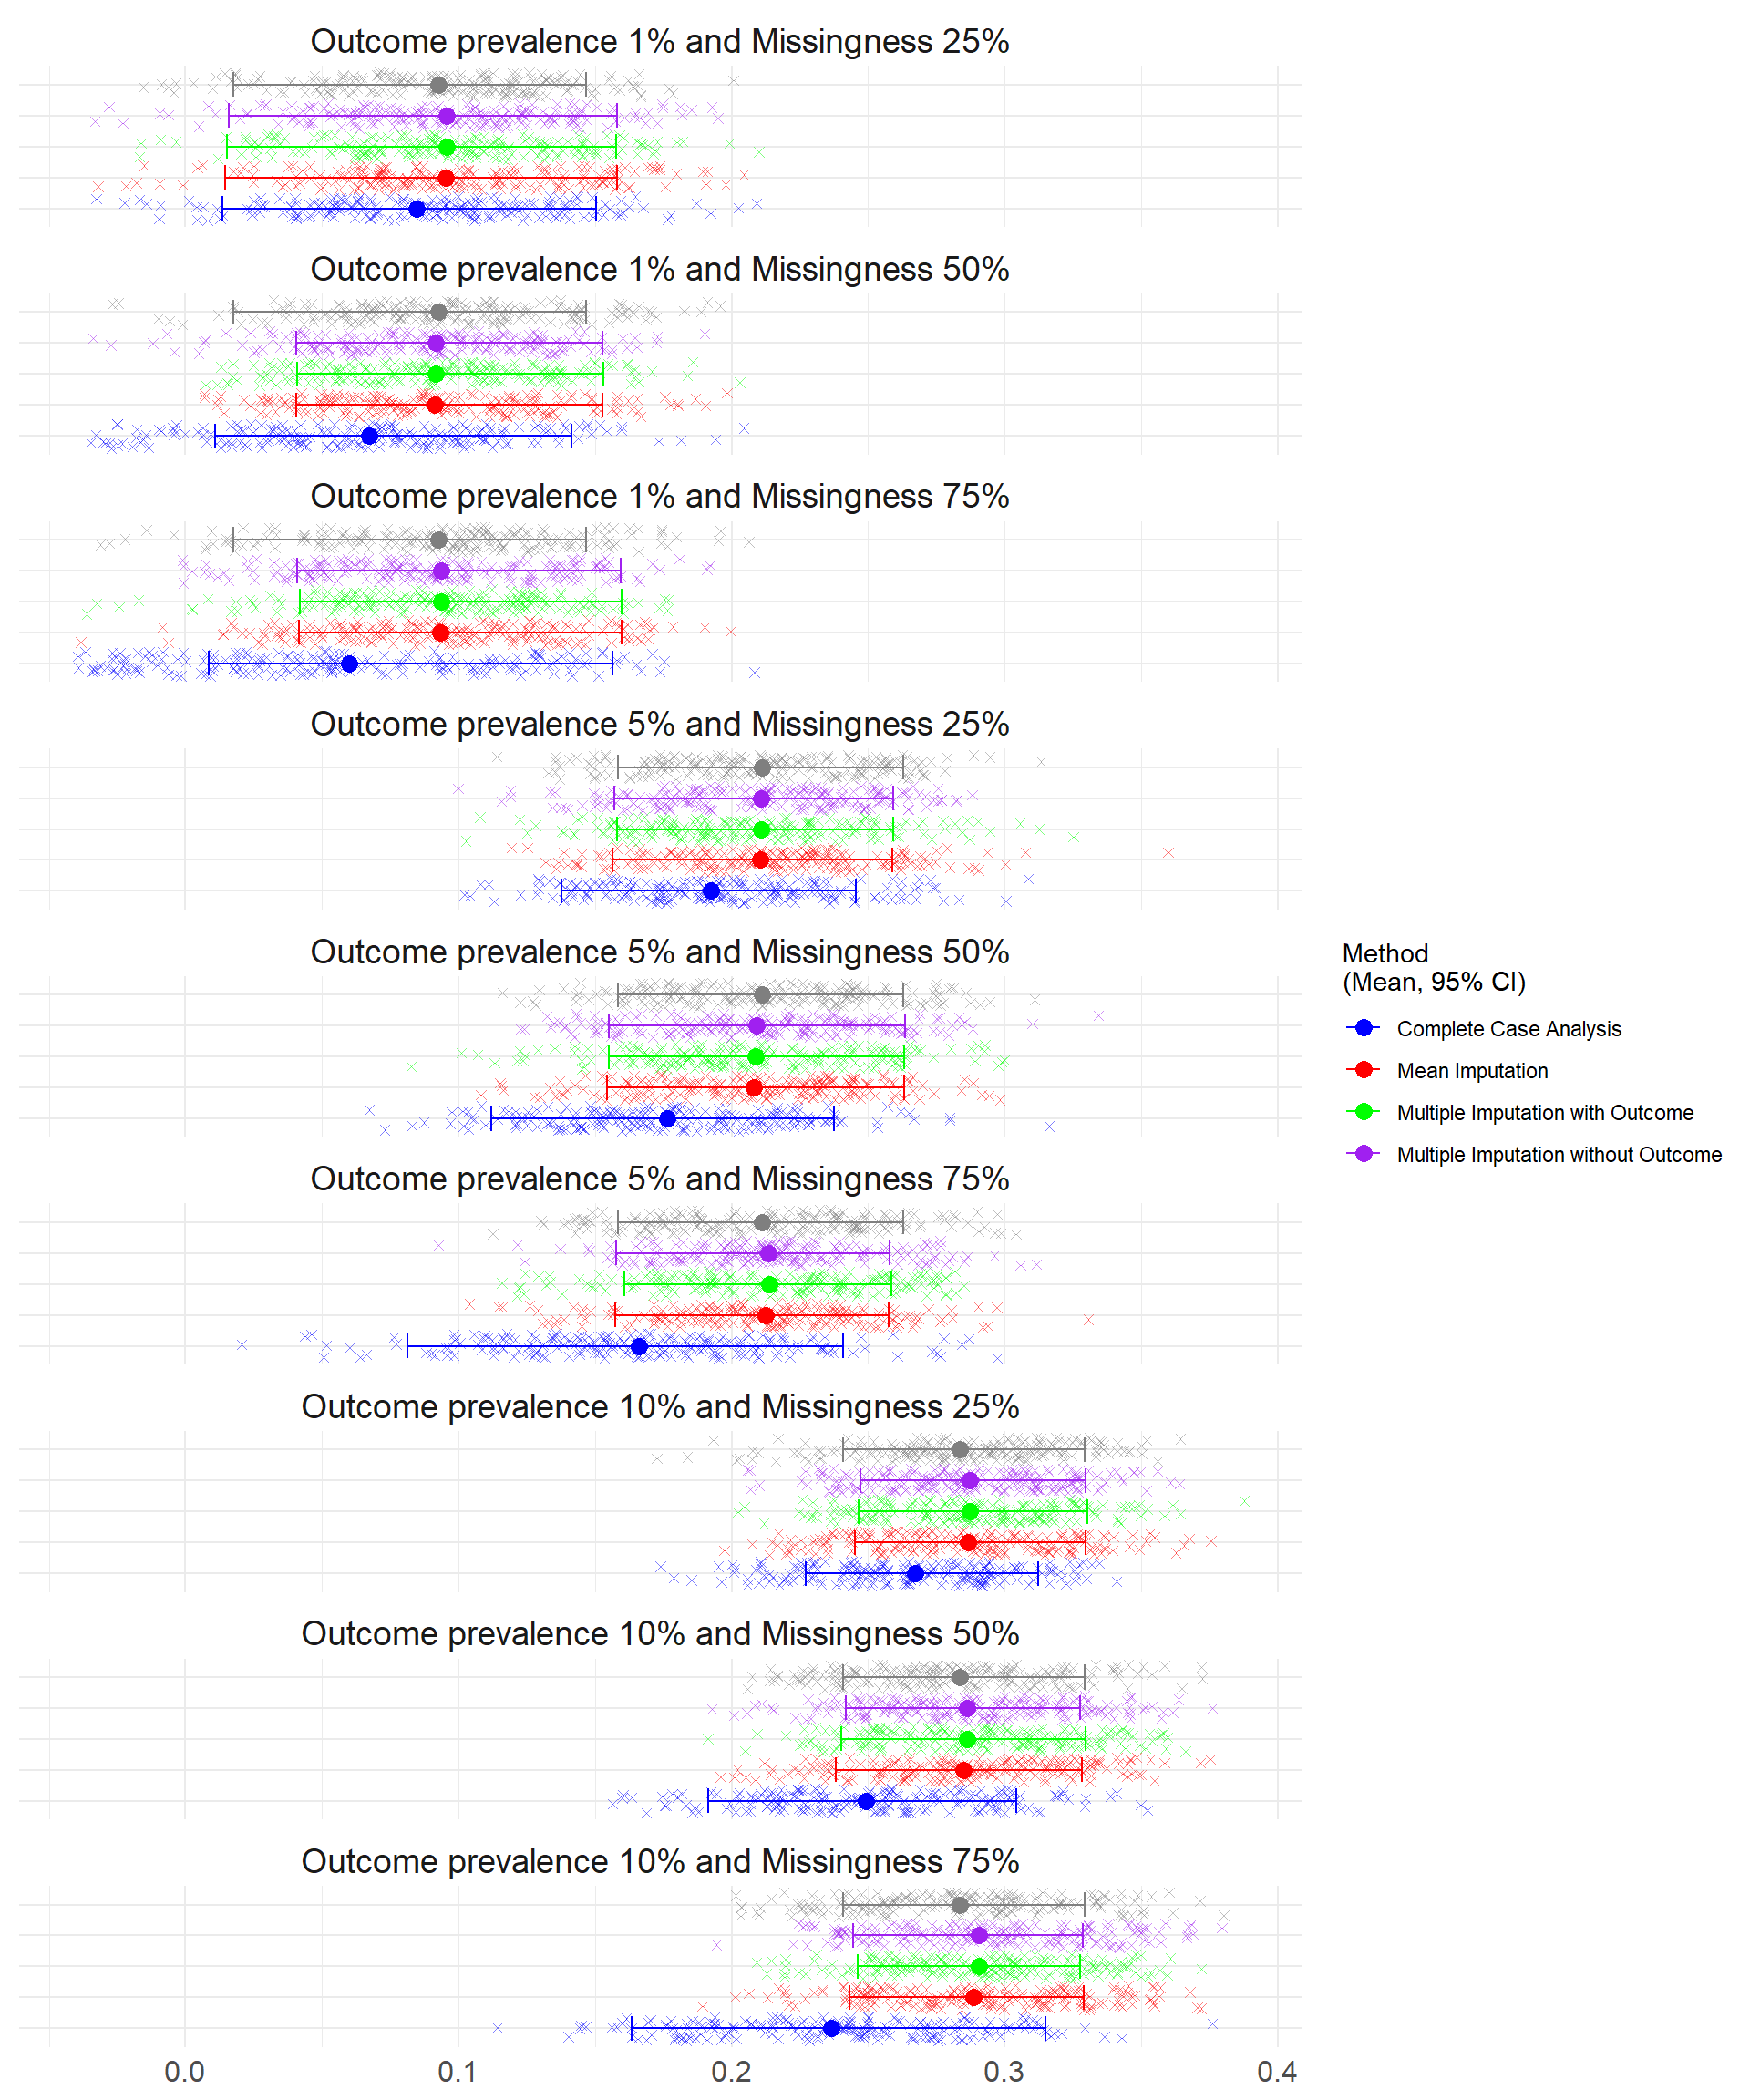 Outcome prevalence 1% and Missingness 25%
Outcome prevalence 1% and Missingness 50%
Outcome prevalence 1% and Missingness 75%
Outcome prevalence 5% and Missingness 25%
Outcome prevalence 5% and Missingness 50%
Outcome prevalence 5% and Missingness 75%
Outcome prevalence 10% and Missingness 25%
Outcome prevalence 10% and Missingness 50%
Outcome prevalence 10% and Missingness 75%
0.0 0.1 0.2 0.3 0.4
Method
(Mean, 95% CI)
Complete Case Analysis
Mean Imputation
Multiple Imputation with Outcome
Multiple Imputation without Outcome